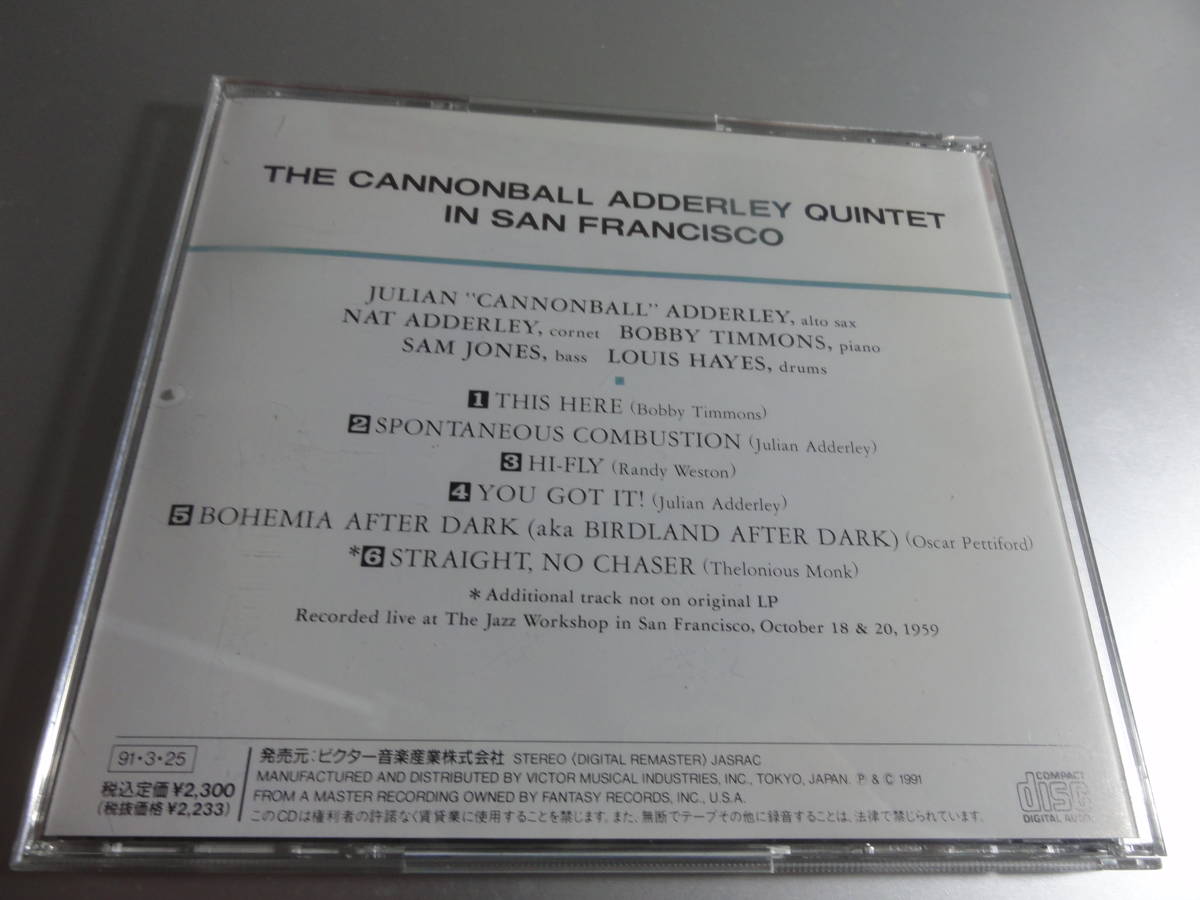 THE CANNONBALL ADDERLEY QUINTET
IN SAN FRANCISCO
JULIAN "CANNONBALL" ADDERLEY, alto sax
NAT ADDERLEY, cornet BOBBY TIMMONS, piano
SAM JONES, bass LOUIS HAYES, drums
1 THIS HERE (Bobby Timmons)
2 SPONTANEOUS COMBUSTION (Julian Adderley)
3 HI-FLY (Randy Weston)
4 YOU GOT IT! (Julian Adderley)
5 BOHEMIA AFTER DARK (aka BIRDLAND AFTER DARK) (Oscar Pettiford)
*6 STRAIGHT, NO CHASER (Thelonious Monk)
* Additional track not on original LP
Recorded live at The Jazz Workshop in San Francisco, October 18 & 20, 1959
91・3・25
税込定価¥2,300
(税抜価格¥2,233)
発売元:ビクター音楽産業株式会社 STEREO (DIGITAL REMASTER) JASRAC
MANUFACTURED AND DISTRIBUTED BY VICTOR MUSICAL INDUSTRIES, INC., TOKYO, JAPAN. ℗ & © 1991
FROM A MASTER RECORDING OWNED BY FANTASY RECORDS, INC., U.S.A.
このCDは権利者の許諾なく賃貸業に使用することを禁じます。また、無断でテープその他に録音することは、法律で禁じられています。
COMPACT
disc
DIGITAL AUDIO